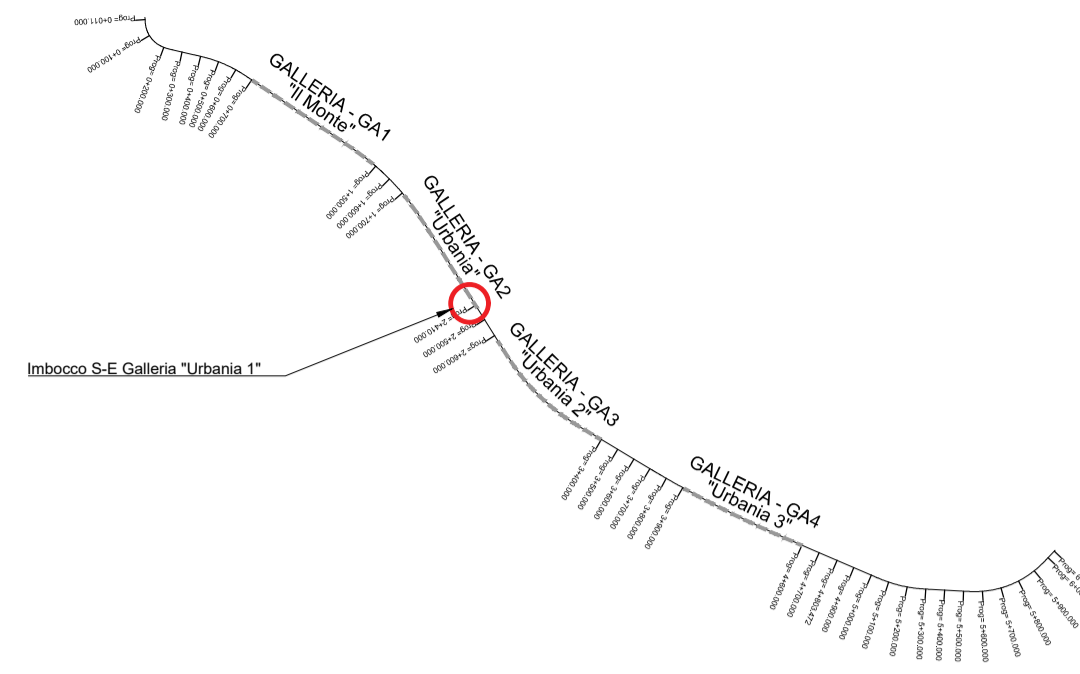 Prog= 0+011.000
Prog= 0+100.000
Prog= 0+200.000
Prog= 0+300.000
Prog= 0+400.000
Prog= 0+500.000
Prog= 0+600.000
Prog= 0+700.000
GALLERIA - GA1
"Il Monte"
Prog= 1+500.000
Prog= 1+600.000
Prog= 1+700.000
GALLERIA - GA2
"Urbania"
Prog= 2+410.000
Prog= 2+500.000
Prog= 2+600.000
Imbocco S-E Galleria "Urbania 1"
GALLERIA - GA3
"Urbania 2"
Prog= 3+400.000
Prog= 3+500.000
Prog= 3+600.000
Prog= 3+700.000
Prog= 3+800.000
Prog= 3+900.000
GALLERIA - GA4
"Urbania 3"
Prog= 4+600.000
Prog= 4+700.000
Prog= 4+803.472
Prog= 4+900.000
Prog= 5+000.000
Prog= 5+100.000
Prog= 5+200.000
Prog= 5+300.000
Prog= 5+400.000
Prog= 5+500.000
Prog= 5+600.000
Prog= 5+700.000
Prog= 5+800.000
Prog= 5+900.000
Prog= 6+0
Prog= 6